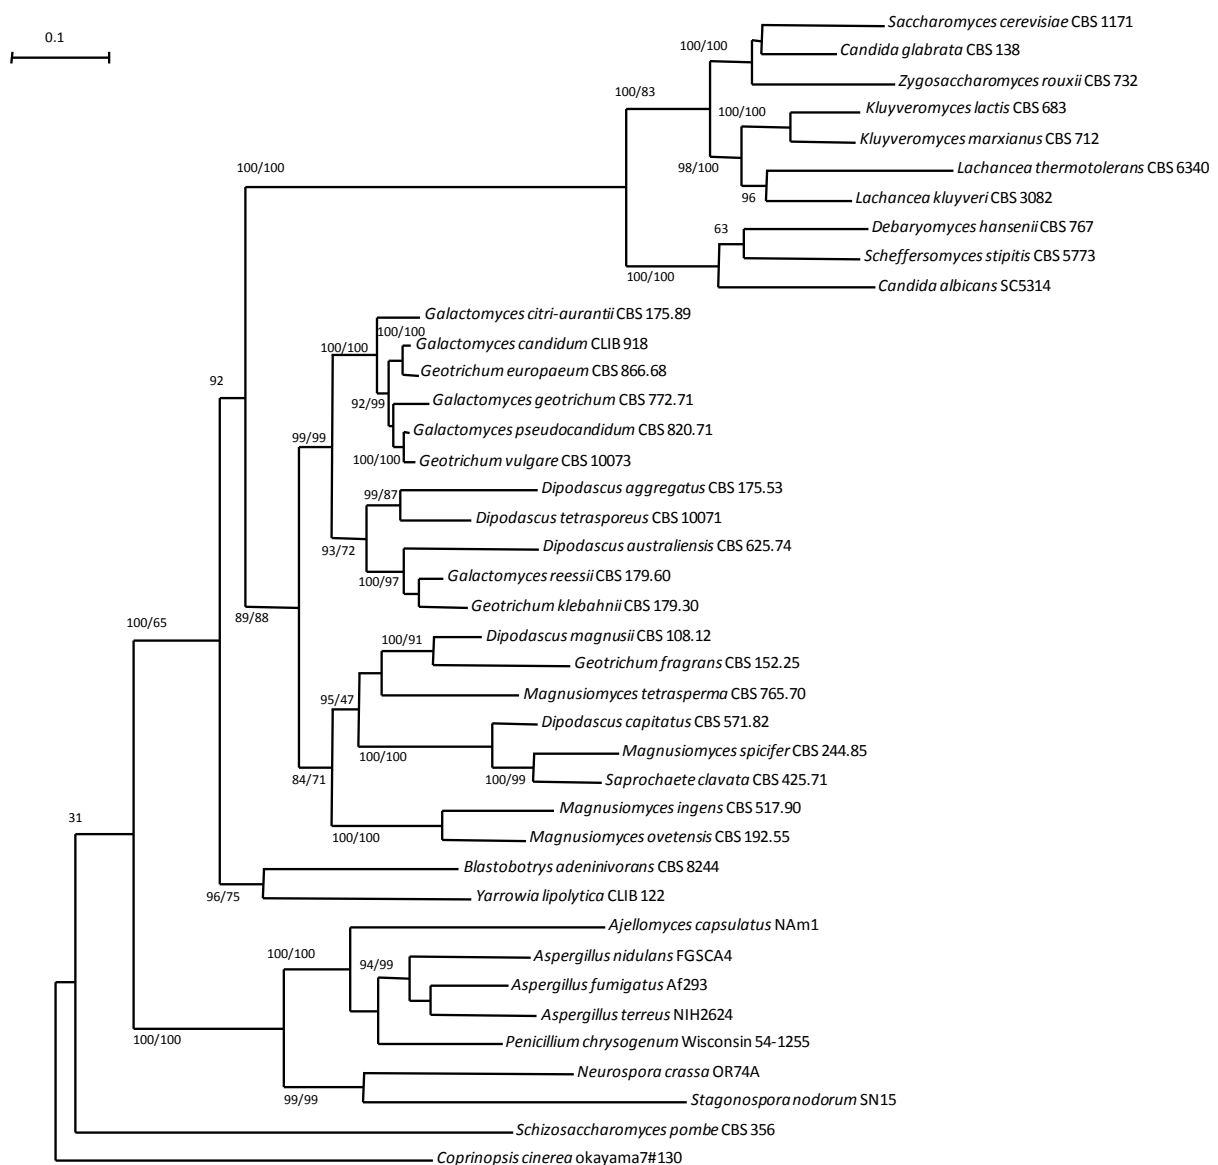 Saccharomyces cerevisiae CBS 1171
0.1
100/100
Candida glabrata CBS 138
Zygosaccharomyces rouxii CBS 732
100/83
Kluyveromyces lactis CBS 683
100/100
Kluyveromyces marxianus CBS 712
100/100
98/100
Lachancea thermotolerans CBS 6340
96
Lachancea kluyveri CBS 3082
63
Debaryomyces hansenii CBS 767
Scheffersomyces stipitis CBS 5773
100/100
Candida albicans SC5314
Galactomyces citri-aurantii CBS 175.89
100/100
100/100
Galactomyces candidum CLIB 918
Geotrichum europaeum CBS 866.68
92
92/99
Galactomyces geotrichum CBS 772.71
Galactomyces pseudocandidum CBS 820.71
99/99
100/100
Geotrichum vulgare CBS 10073
Dipodascus aggregatus CBS 175.53
99/87
Dipodascus tetrasporeus CBS 10071
93/72
Dipodascus australiensis CBS 625.74
100/97
Galactomyces reessii CBS 179.60
Geotrichum klebahnii CBS 179.30
89/88
100/65
Dipodascus magnusii CBS 108.12
100/91
Geotrichum fragrans CBS 152.25
Magnusiomyces tetrasperma CBS 765.70
95/47
Dipodascus capitatus CBS 571.82
100/100
Magnusiomyces spicifer CBS 244.85
84/71
100/99
Saprochaete clavata CBS 425.71
Magnusiomyces ingens CBS 517.90
31
100/100
Magnusiomyces ovetensis CBS 192.55
Blastobotrys adeninivorans CBS 8244
96/75
Yarrowia lipolytica CLIB 122
Ajellomyces capsulatus NAm1
100/100
94/99
Aspergillus nidulans FGSCA4
Aspergillus fumigatus Af293
Aspergillus terreus NIH2624
100/100
Penicillium chrysogenum Wisconsin 54-1255
Neurospora crassa OR74A
99/99
Stagonospora nodorum SN15
Schizosaccharomyces pombe CBS 356
Coprinopsis cinerea okayama7#130